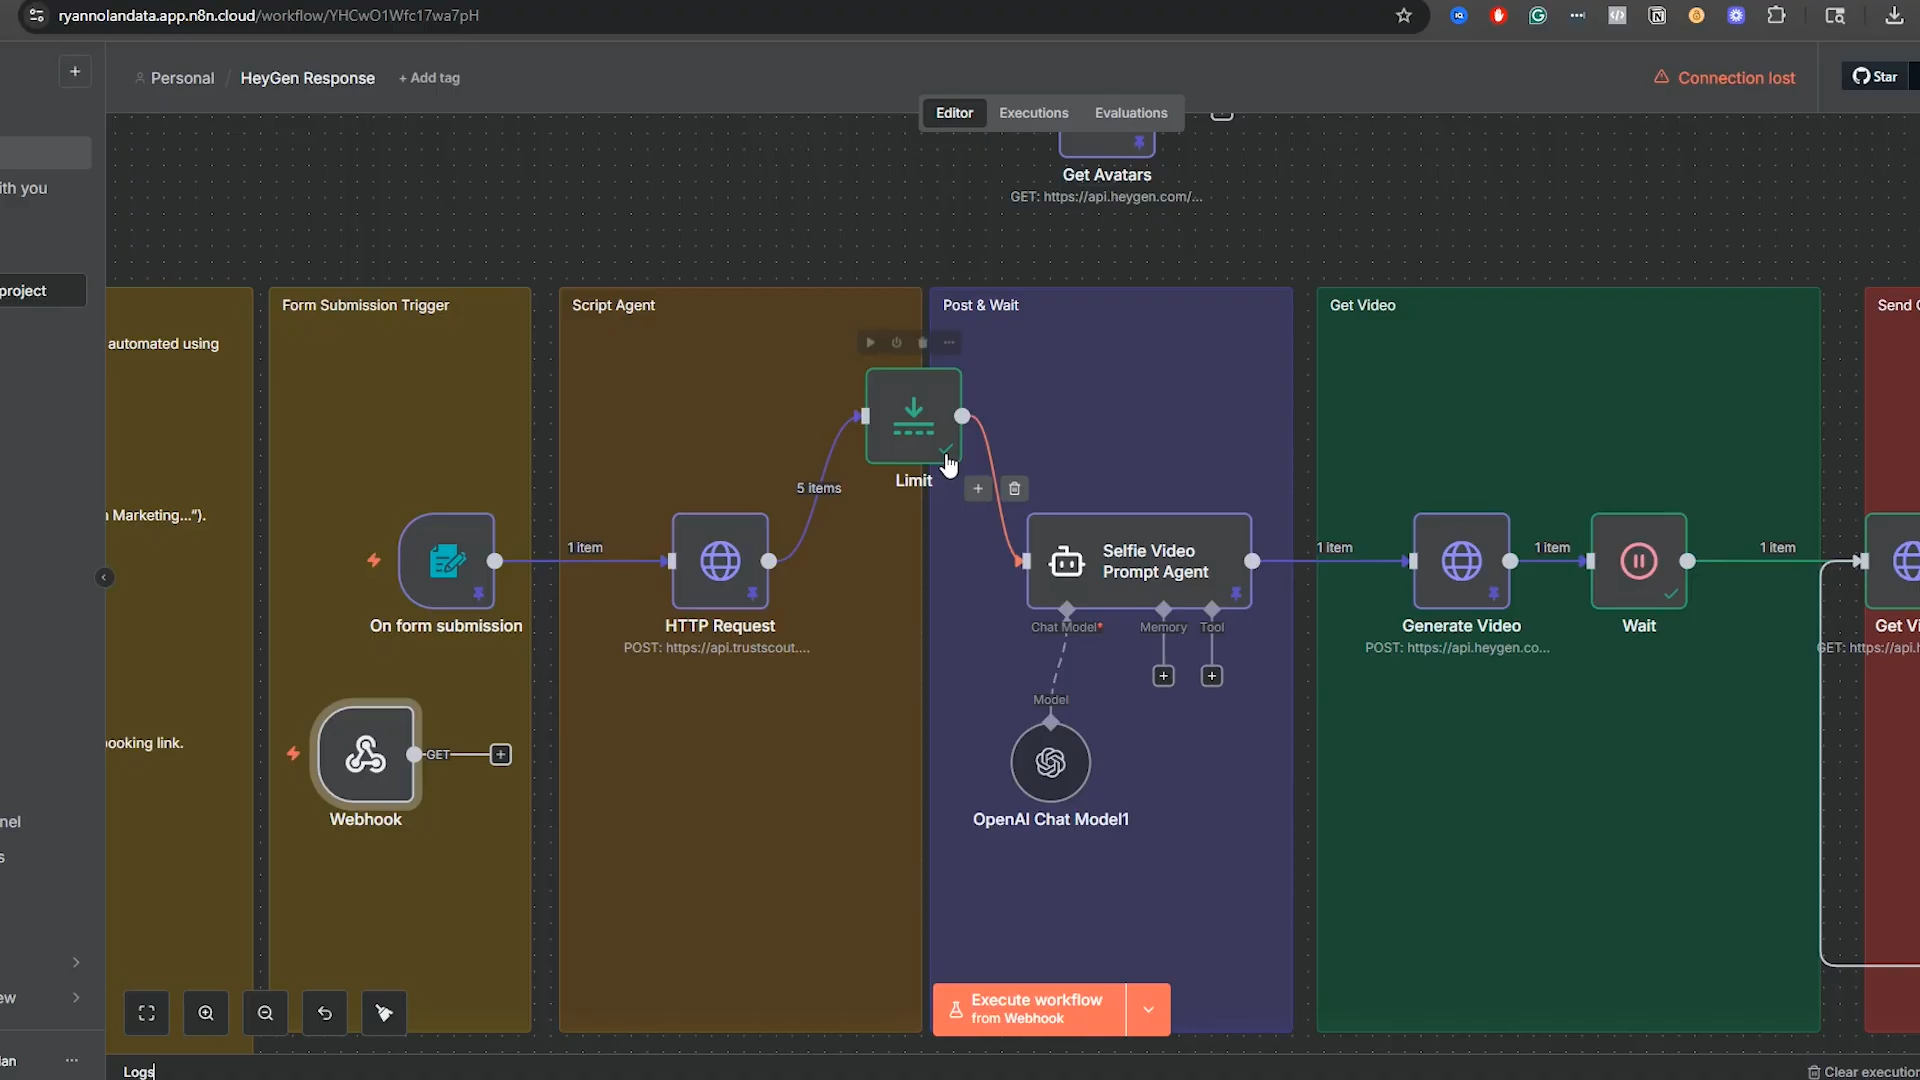 ryannolandata.app.n8n.cloud/workflow/YHCwO1Wfc17wa7pH
Personal / HeyGen Response + Add tag
Connection lost
Star
Editor Executions Evaluations
Get Avatars
GET: https://api.heygen.com/...
ith you
project
automated using
Marketing...").
ooking link.
nel
s
ew
lan
Form Submission Trigger
Script Agent
Post & Wait
Get Video
Send
Limit
5 items
1 item
1 item
1 item
1 item
On form submission
HTTP Request
POST: https://api.trustscout....
Selfie Video
Prompt Agent
Chat Model*
Memory
Tool
Generate Video
POST: https://api.heygen.co...
Wait
Get Vi
GET: https://api.
GET
Webhook
Model
OpenAI Chat Model1
Execute workflow
from Webhook
Logs
Clear execution